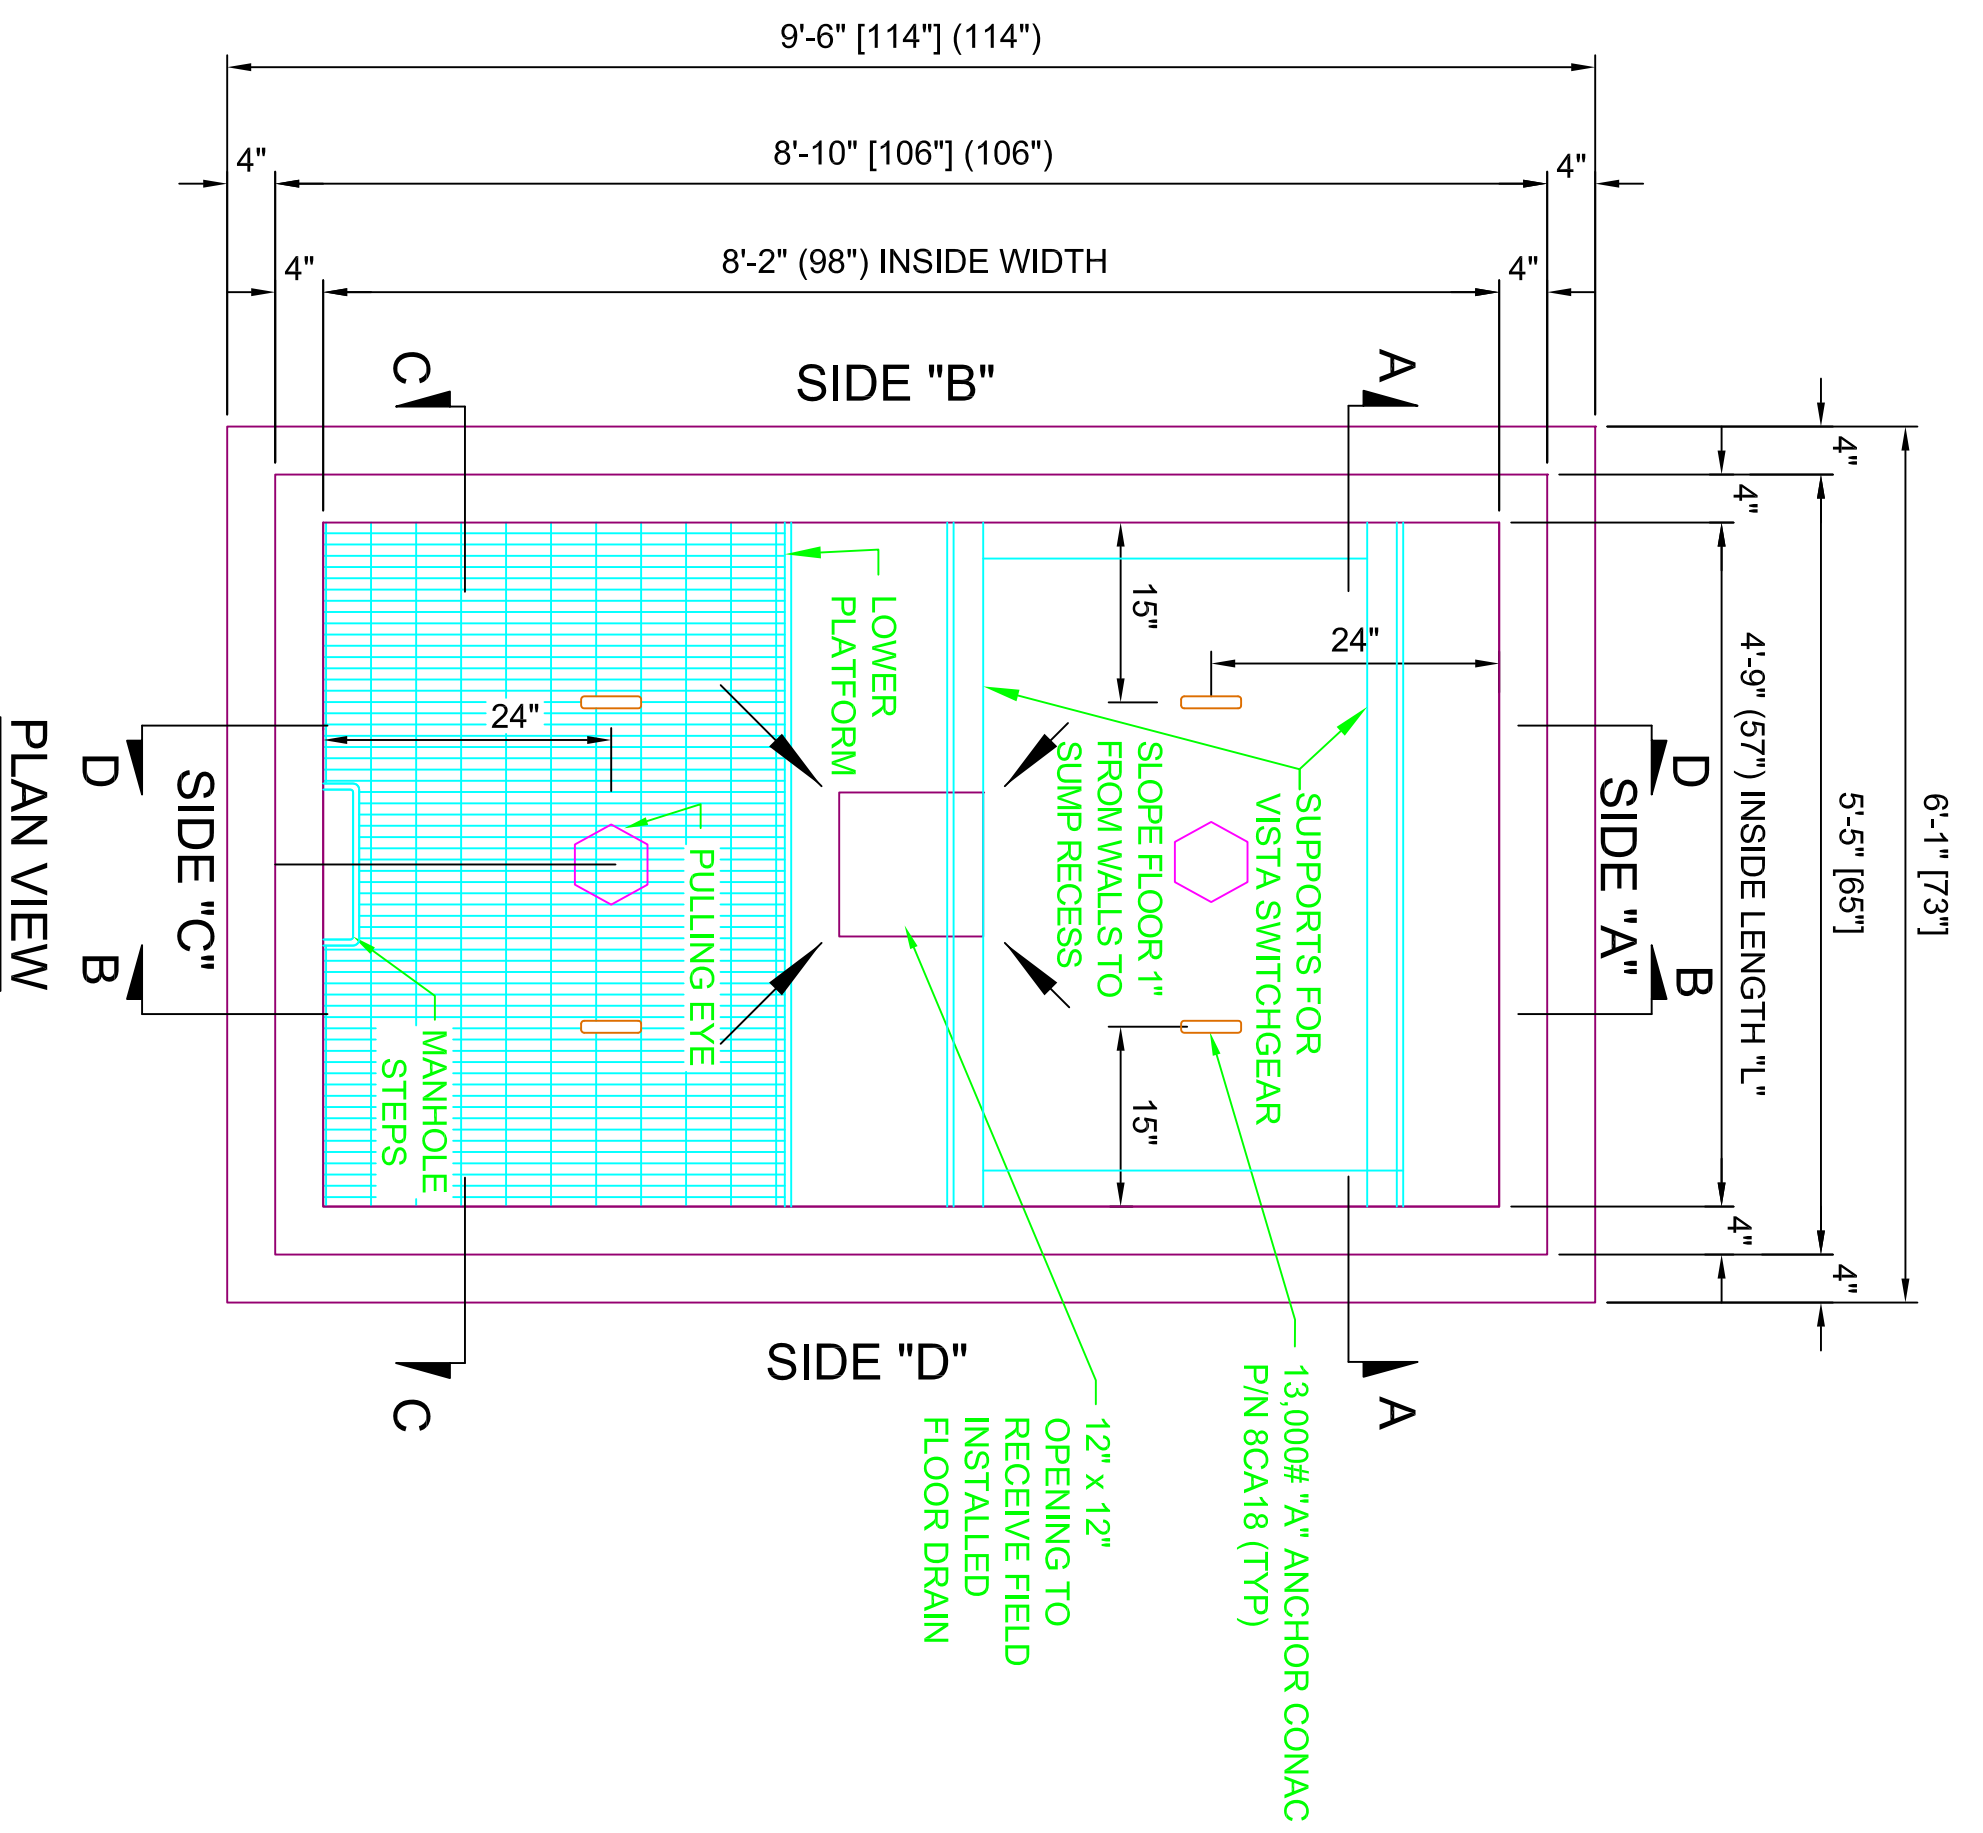 9'-6" [114"] (114")
8'-10" [106"] (106")
4"
4"
8'-2" (98") INSIDE WIDTH
4"
4"
SIDE "B"
C
A
4"
4"
6'-1" [73"]
5'-5" [65"]
4'-9" (57") INSIDE LENGTH "L"
4"
4"
15"
24"
24"
15"
LOWER
PLATFORM
SLOPE FLOOR 1"
FROM WALLS TO
SUMP RECESS
SUPPORTS FOR
VISTA SWITCHGEAR
PULLING EYE
MANHOLE
STEPS
D
B
SIDE "A"
D
B
SIDE "C"
PLAN VIEW
SIDE "D"
C
A
13,000# "A" ANCHOR CONAC
P/N 8CA18 (TYP)
12" x 12"
OPENING TO
RECEIVE FIELD
INSTALLED
FLOOR DRAIN